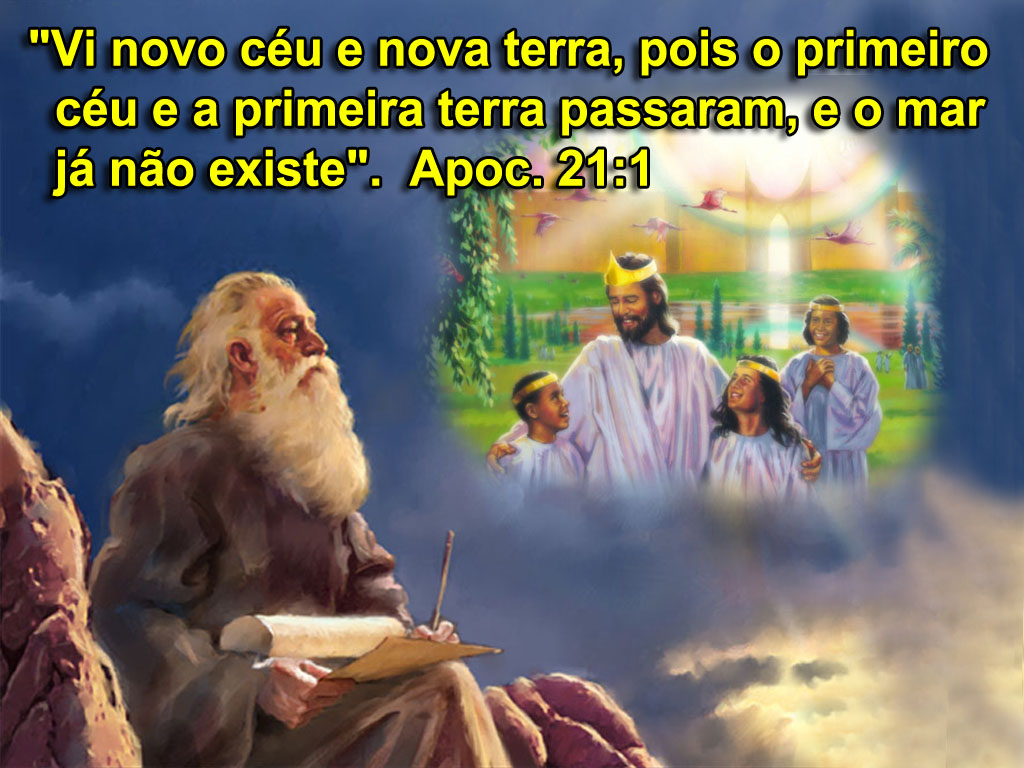 "Vi novo céu e nova terra, pois o primeiro
céu e a primeira terra passaram, e o mar
já não existe".  Apoc. 21:1